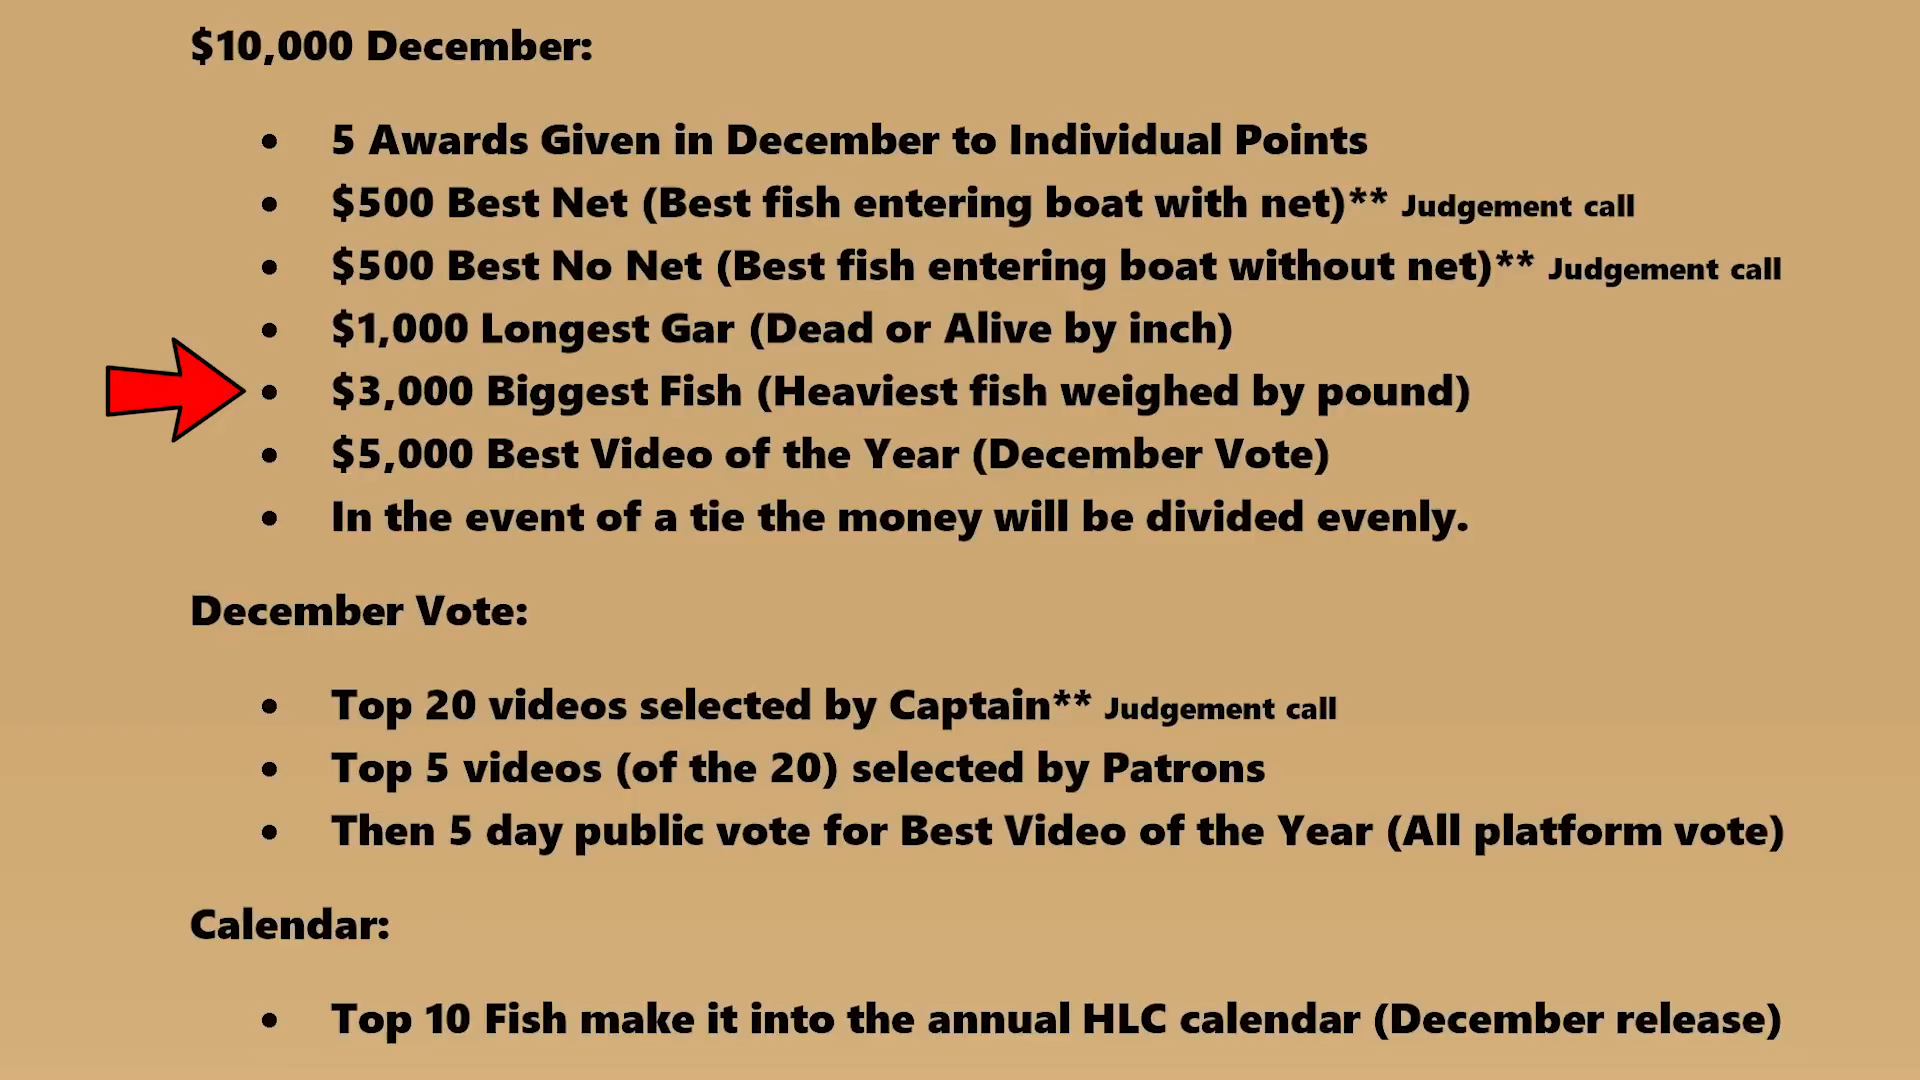 $10,000 December:
• 5 Awards Given in December to Individual Points
• $500 Best Net (Best fish entering boat with net)** Judgement call
• $500 Best No Net (Best fish entering boat without net)** Judgement call
• $1,000 Longest Gar (Dead or Alive by inch)
• $3,000 Biggest Fish (Heaviest fish weighed by pound)
• $5,000 Best Video of the Year (December Vote)
• In the event of a tie the money will be divided evenly.
December Vote:
• Top 20 videos selected by Captain** Judgement call
• Top 5 videos (of the 20) selected by Patrons
• Then 5 day public vote for Best Video of the Year (All platform vote)
Calendar:
• Top 10 Fish make it into the annual HLC calendar (December release)